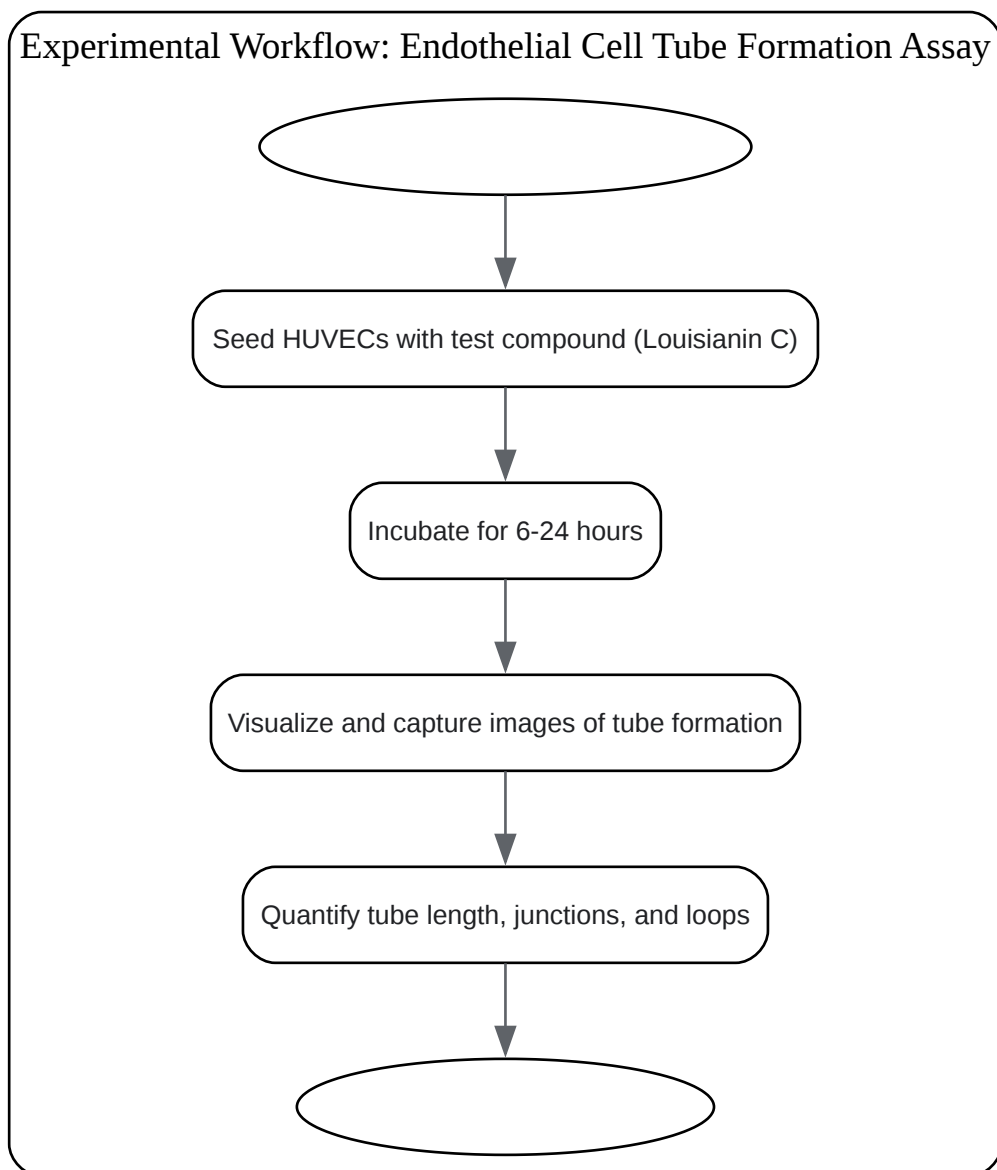 Experimental Workflow: Endothelial Cell Tube Formation Assay
Seed HUVECs with test compound (Louisianin C)
Incubate for 6-24 hours
Visualize and capture images of tube formation
Quantify tube length, junctions, and loops